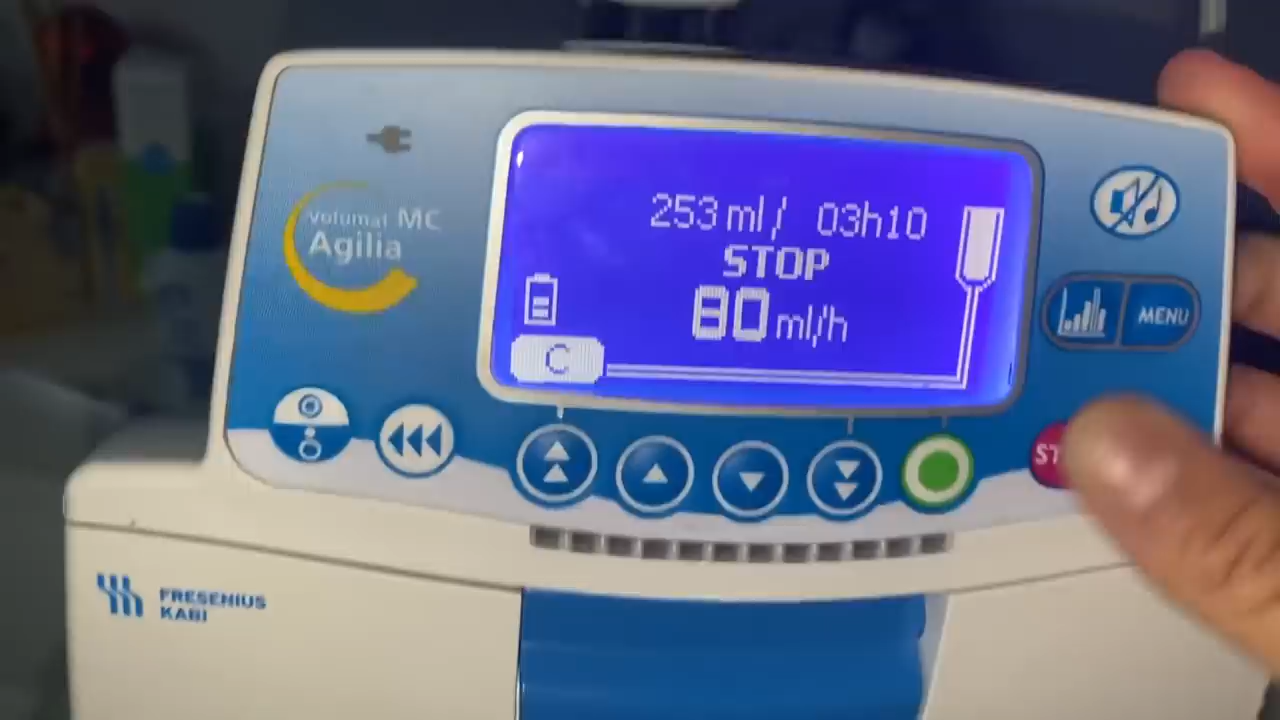 Volumat MC
Agilia
253 ml / 03h10
STOP
80 ml/h
C
MENU
ST
FRESENIUS
KABI